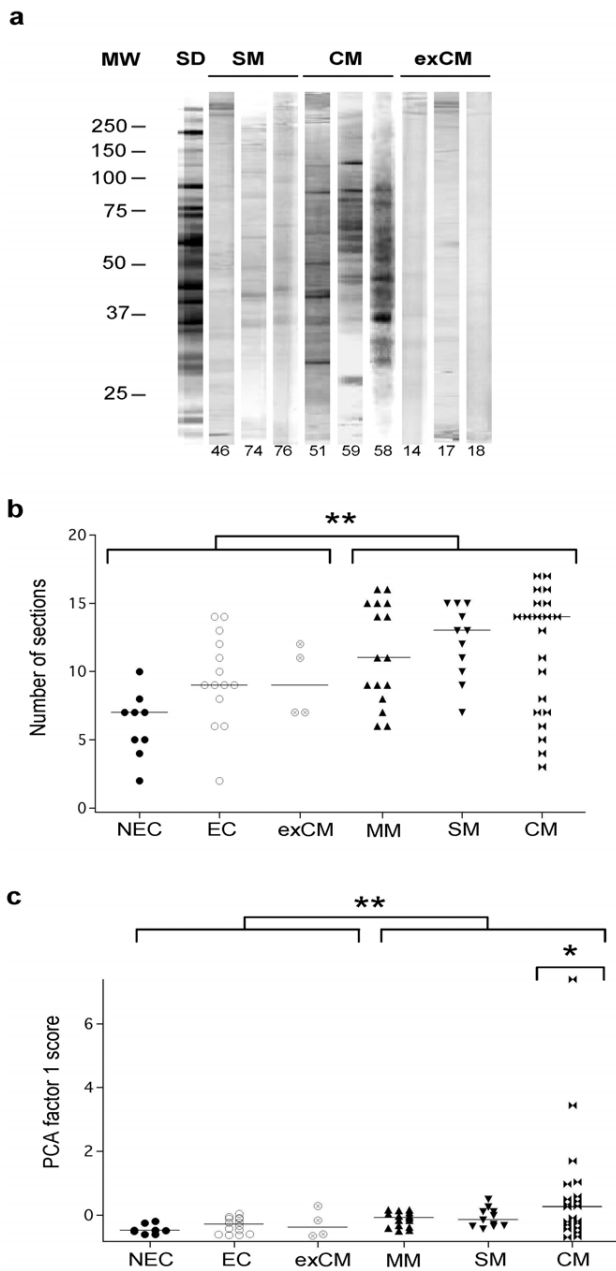 a
MW SD SM CM exCM
250
150
100
75
50
37
25
46 74 76 51 59 58 14 17 18
b
**
Number of sections
20
15
10
5
0
NEC EC exCM MM SM CM
c
**
*
PCA factor 1 score
6
4
2
0
NEC EC exCM MM SM CM